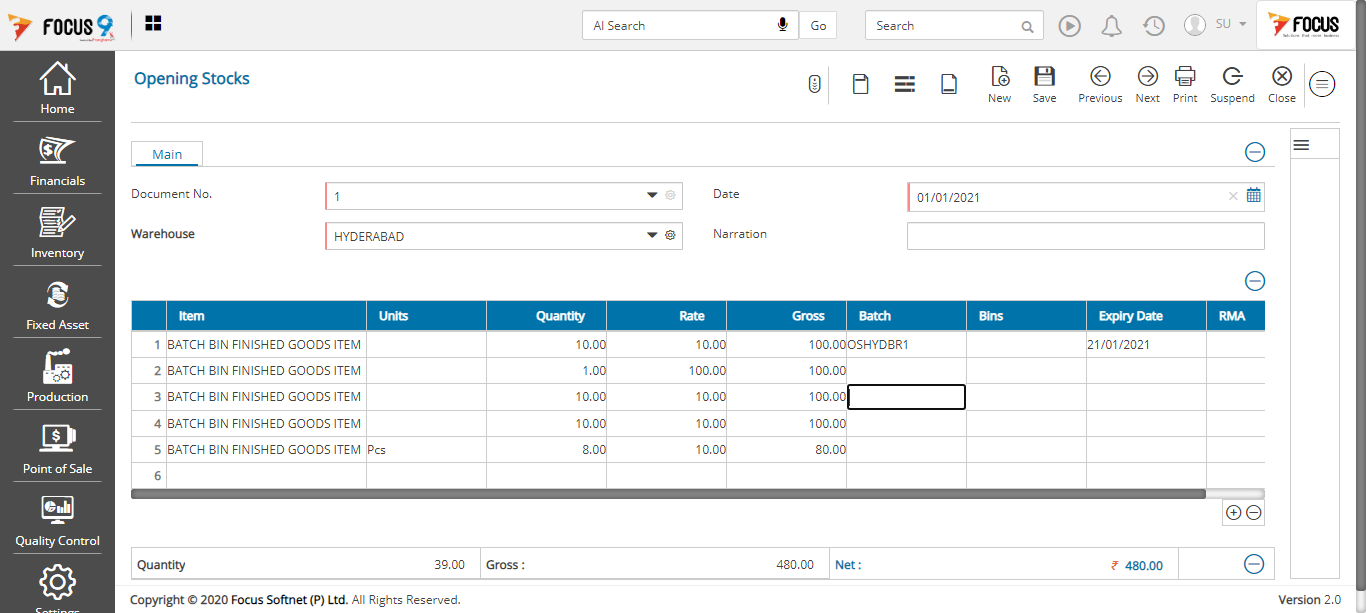 FOCUS 9
AI Search
Go
Search
SU
FOCUS
Home
Financials
Inventory
Fixed Asset
Production
Point of Sale
Quality Control
Settings
Opening Stocks
New
Save
Previous
Next
Print
Suspend
Close
Main
Document No.
1
Date
01/01/2021
Warehouse
HYDERABAD
Narration
Item Units Quantity Rate Gross Batch Bins Expiry Date RMA
1 BATCH BIN FINISHED GOODS ITEM 10.00 10.00 100.00 OSHYDBR1 21/01/2021
2 BATCH BIN FINISHED GOODS ITEM 1.00 100.00 100.00
3 BATCH BIN FINISHED GOODS ITEM 10.00 10.00 100.00
4 BATCH BIN FINISHED GOODS ITEM 10.00 10.00 100.00
5 BATCH BIN FINISHED GOODS ITEM Pcs 8.00 10.00 80.00
6
Quantity 39.00 Gross : 480.00 Net : ₹ 480.00
Copyright © 2020 Focus Softnet (P) Ltd. All Rights Reserved.
Version 2.0